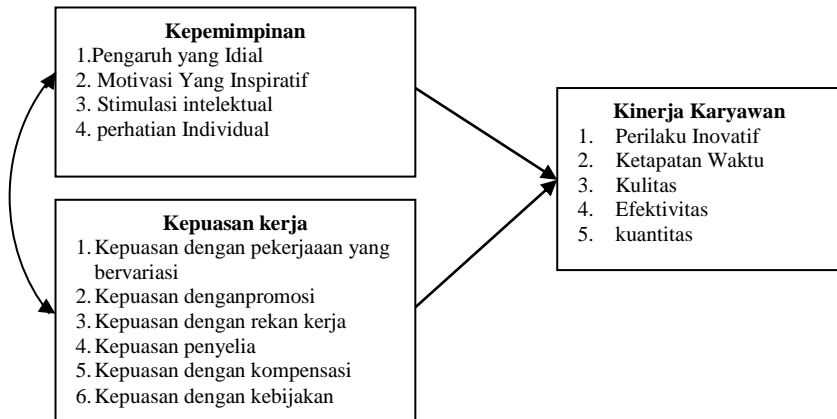 Kepemimpinan
1.Pengaruh yang Idial
2. Motivasi Yang Inspiratif
3. Stimulasi intelektual
4. perhatian Individual
Kepuasan kerja
1. Kepuasan dengan pekerjaaan yang
bervariasi
2. Kepuasan denganpromosi
3. Kepuasan dengan rekan kerja
4. Kepuasan penyelia
5. Kepuasan dengan kompensasi
6. Kepuasan dengan kebijakan
Kinerja Karyawan
1. Perilaku Inovatif
2. Ketapatan Waktu
3. Kulitas
4. Efektivitas
5. kuantitas